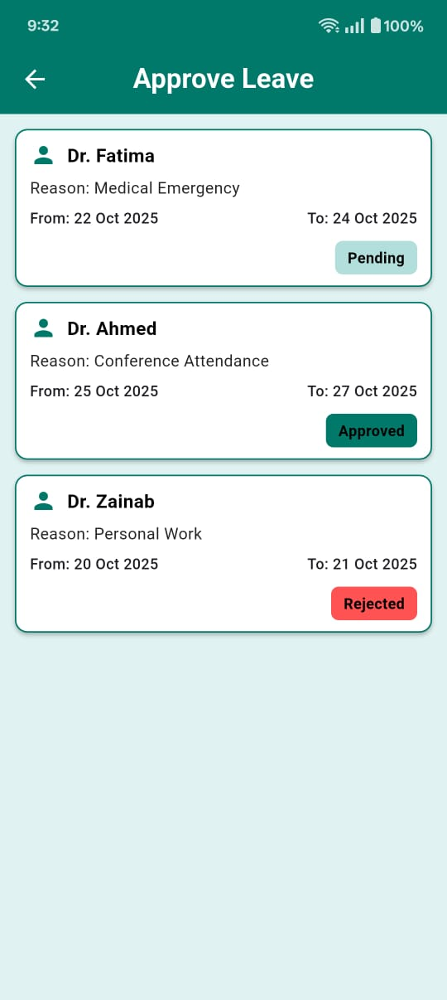 9:32 100%
Approve Leave
Dr. Fatima
Reason: Medical Emergency
From: 22 Oct 2025 To: 24 Oct 2025
Pending
Dr. Ahmed
Reason: Conference Attendance
From: 25 Oct 2025 To: 27 Oct 2025
Approved
Dr. Zainab
Reason: Personal Work
From: 20 Oct 2025 To: 21 Oct 2025
Rejected